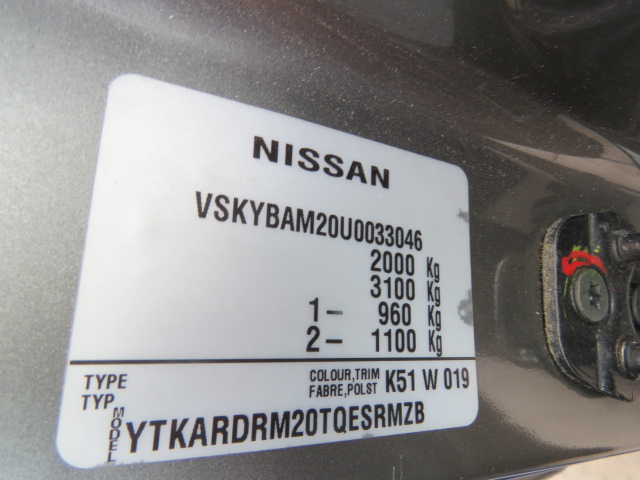 NISSAN
VSKYBAM20U0033046
2000 Kg
3100 Kg
1- 960 Kg
2- 1100 Kg
TYPE COLOUR,TRIM K51 W 019
TYP FABRE,POLST
MODEL YTKARDRM20TQESRMZB